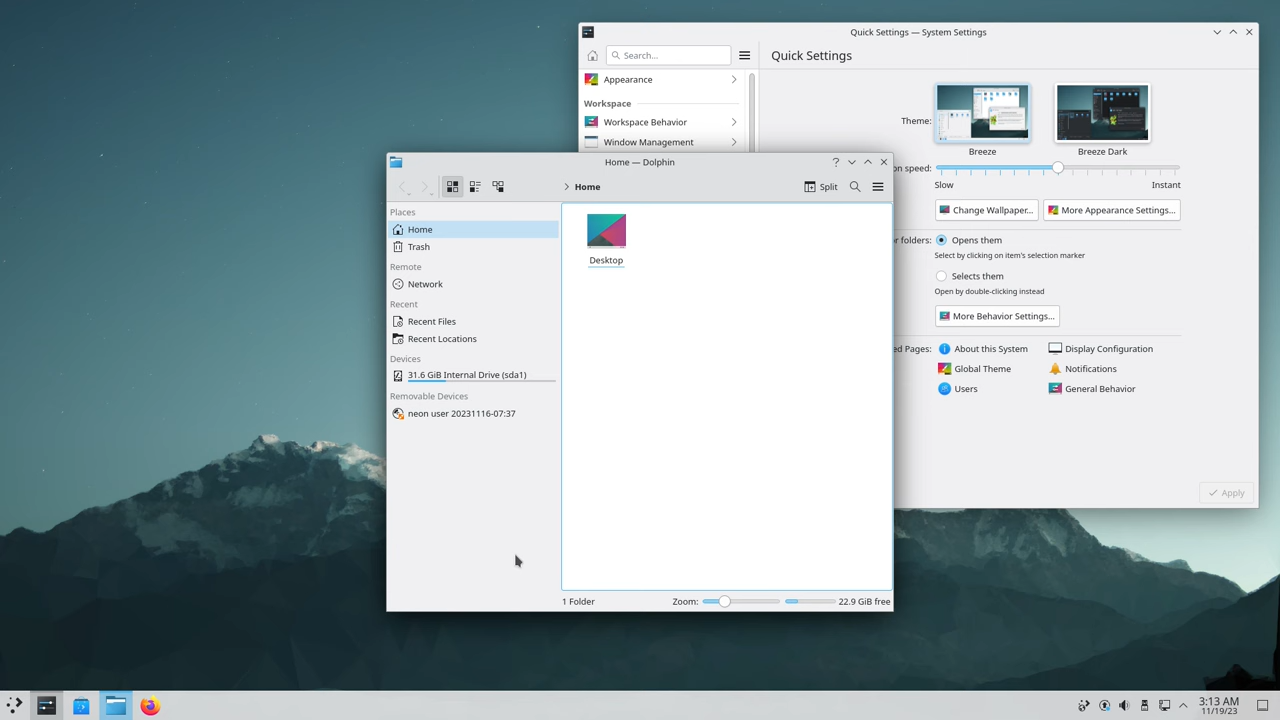 Quick Settings — System Settings
Search...
Quick Settings
Appearance
Workspace
Workspace Behavior
Window Management
Theme:
Breeze
Breeze Dark
on speed:
Slow
Instant
Change Wallpaper...
More Appearance Settings...
r folders:
Opens them
Select by clicking on item's selection marker
Selects them
Open by double-clicking instead
More Behavior Settings...
ed Pages:
About this System
Display Configuration
Global Theme
Notifications
Users
General Behavior
Apply
Home — Dolphin
Home
Split
Places
Home
Trash
Remote
Network
Recent
Recent Files
Recent Locations
Devices
31.6 GiB Internal Drive (sda1)
Removable Devices
neon user 20231116-07:37
Desktop
1 Folder
Zoom:
22.9 GiB free
3:13 AM
11/19/23